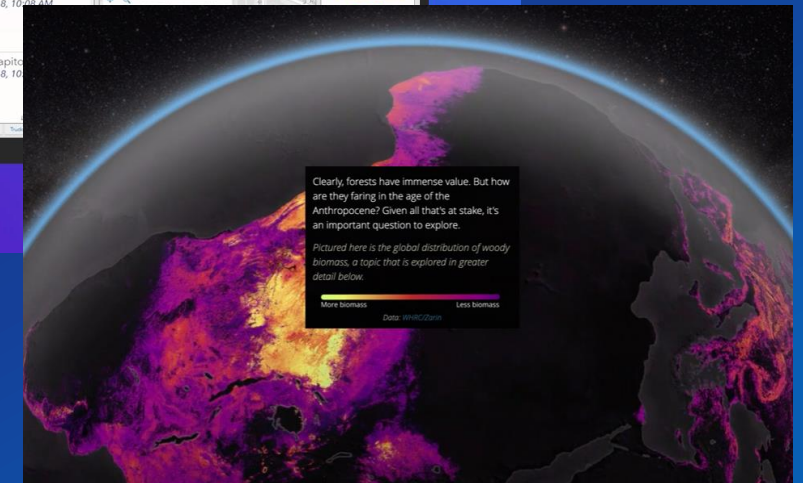 8, 10:08 AM
8, 10:
Clearly, forests have immense value. But how
are they faring in the age of the
Anthropocene? Given all that's at stake, it's
an important question to explore.
Pictured here is the global distribution of woody
biomass, a topic that is explored in greater
detail below.
More biomass Less biomass
Data: WHRC/Zarin